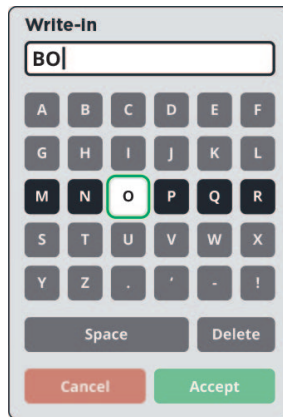 Write-in
BO
A B C D E F
G H I J K L
M N O P Q R
S T U V W X
Y Z . ' - !
Space Delete
Cancel Accept